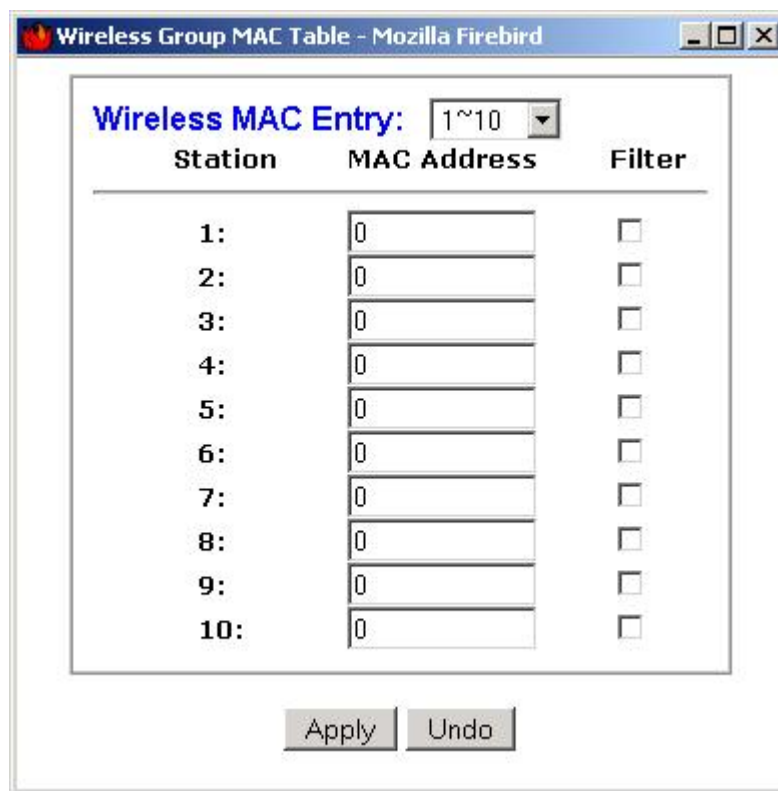 Wireless Group MAC Table - Mozilla Firebird
Wireless MAC Entry: 1~10
Station MAC Address Filter
1: 0
2: 0
3: 0
4: 0
5: 0
6: 0
7: 0
8: 0
9: 0
10: 0
Apply Undo